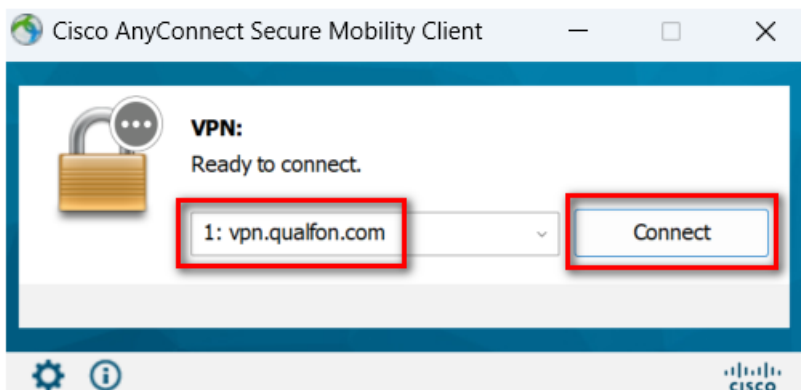 Cisco AnyConnect Secure Mobility Client
VPN:
Ready to connect.
1: vpn.qualfon.com
Connect
CISCO